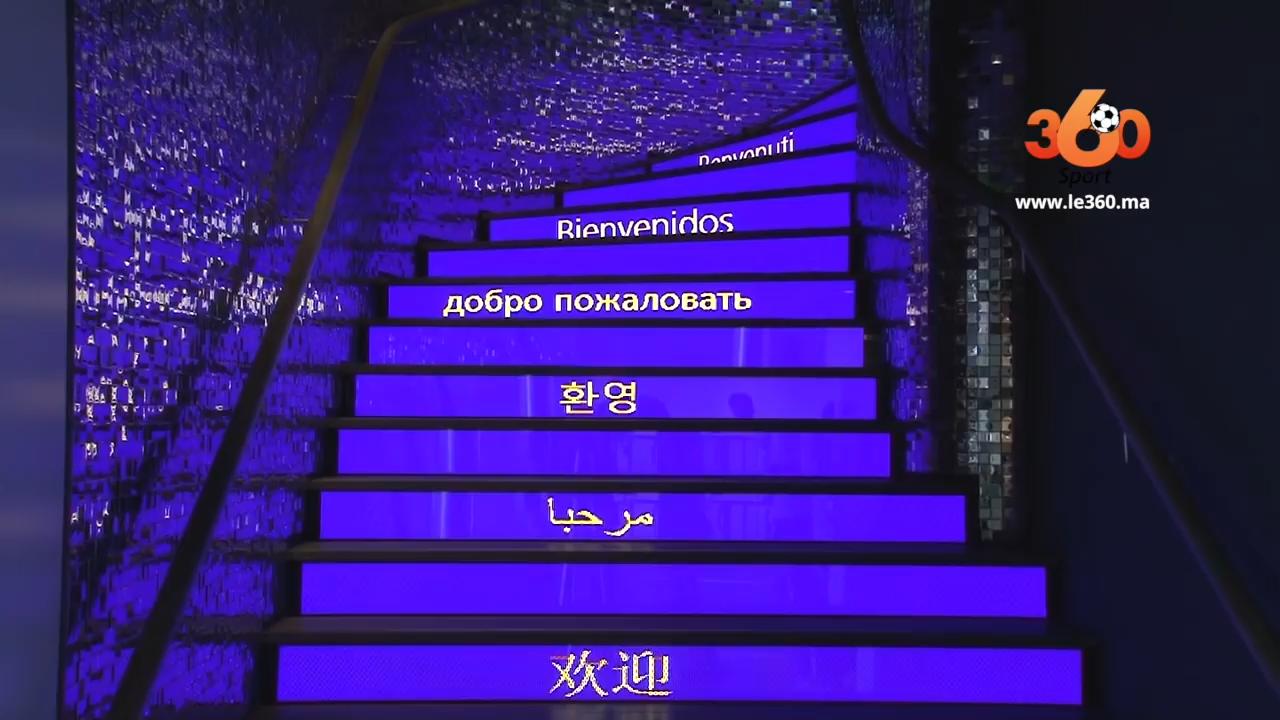 Benvenuti
Bienvenidos
добро пожаловать
환영
مرحبا
欢迎
360
Sport
www.le360.ma